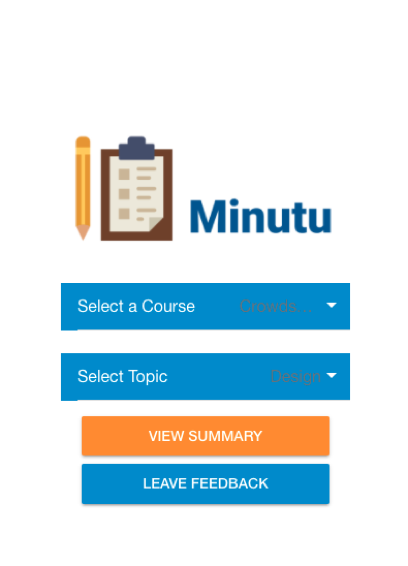 Minutu
Select a Course Crowds...
Select Topic Design
VIEW SUMMARY
LEAVE FEEDBACK